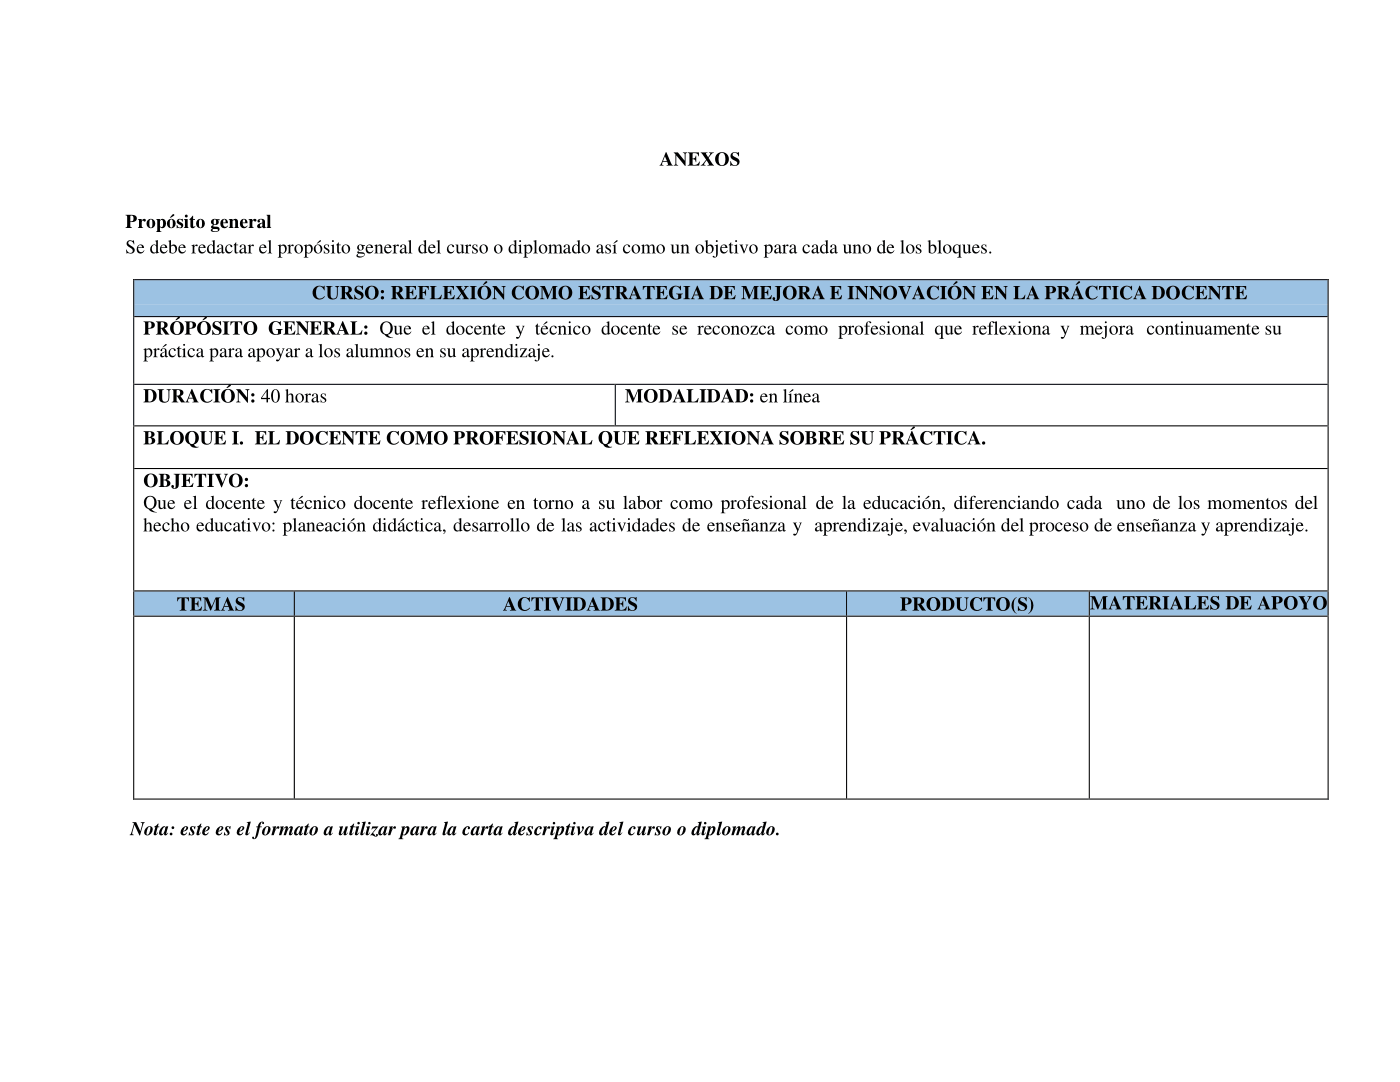 ANEXOS
Propósito general
Se debe redactar el propósito general del curso o diplomado así como un objetivo para cada uno de los bloques.
CURSO: REFLEXIÓN COMO ESTRATEGIA DE MEJORA E INNOVACIÓN EN LA PRÁCTICA DOCENTE
PRÓPÓSITO GENERAL: Que el docente y técnico docente se reconozca como profesional que reflexiona y mejora continuamente su
práctica para apoyar a los alumnos en su aprendizaje.
DURACIÓN: 40 horas
MODALIDAD: en línea
BLOQUE I. EL DOCENTE COMO PROFESIONAL QUE REFLEXIONA SOBRE SU PRÁCTICA.
OBJETIVO:
Que el docente y técnico docente reflexione en torno a su labor como profesional de la educación, diferenciando cada uno de los momentos del
hecho educativo: planeación didáctica, desarrollo de las actividades de enseñanza y aprendizaje, evaluación del proceso de enseñanza y aprendizaje.
TEMAS
ACTIVIDADES
PRODUCTO(S)
MATERIALES DE APOYO
Nota: este es el formato a utilizar para la carta descriptiva del curso o diplomado.